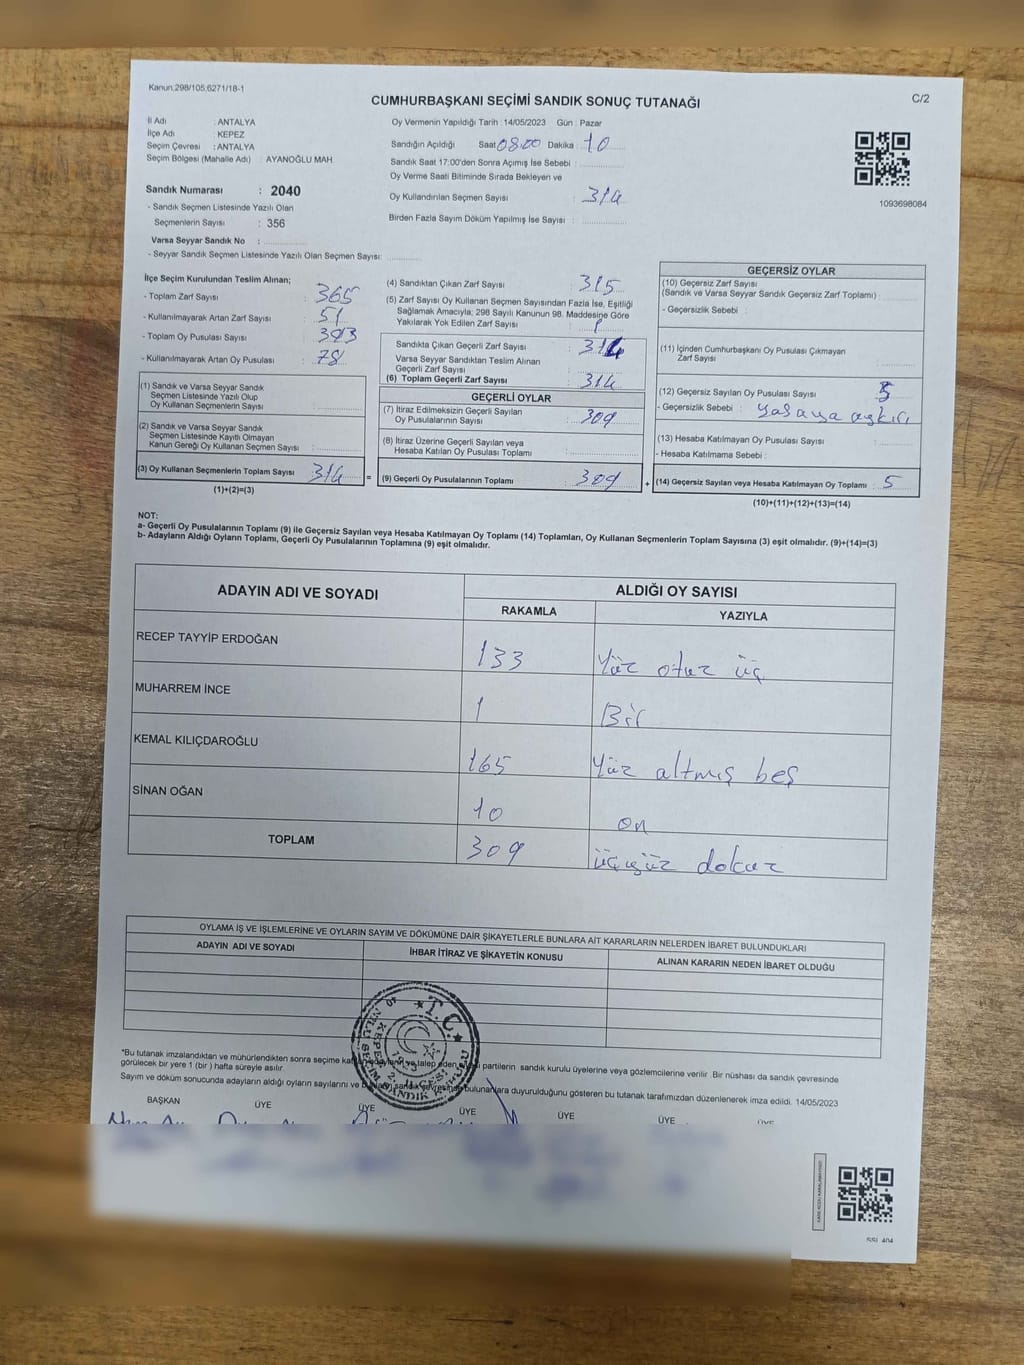 Kanun:298/105;6271/18-1
C/2
CUMHURBAŞKANI SEÇİMİ SANDIK SONUÇ TUTANAĞI
İl Adı : ANTALYA
İlçe Adı : KEPEZ
Seçim Çevresi : ANTALYA
Seçim Bölgesi (Mahalle Adı) : AYANOĞLU MAH.
Sandık Numarası : 2040
- Sandık Seçmen Listesinde Yazılı Olan
Seçmenlerin Sayısı : 356
Varsa Seyyar Sandık No :
- Seyyar Sandık Seçmen Listesinde Yazılı Olan Seçmen Sayısı:
Oy Vermenin Yapıldığı Tarih : 14/05/2023 Gün : Pazar
Sandığın Açıldığı Saat 08.00 Dakika : 10
Sandık Saat 17:00'den Sonra Açımış İse Sebebi :
Oy Verme Saati Bitiminde Sırada Bekleyen ve
Oy Kullandırılan Seçmen Sayısı : 314
Birden Fazla Sayım Döküm Yapılmış İse Sayısı :
1093698084
İlçe Seçim Kurulundan Teslim Alınan;
- Toplam Zarf Sayısı : 365
- Kullanılmayarak Artan Zarf Sayısı : 51
- Toplam Oy Pusulası Sayısı : 393
- Kullanılmayarak Artan Oy Pusulası : 78
(1) Sandık ve Varsa Seyyar Sandık
Seçmen Listesinde Yazılı Olup
Oy Kullanan Seçmenlerin Sayısı :
(2) Sandık ve Varsa Seyyar Sandık
Seçmen Listesinde Kayıtlı Olmayan
Kanun Gereği Oy Kullanan Seçmen Sayısı :
(3) Oy Kullanan Seçmenlerin Toplam Sayısı : 314
(1)+(2)=(3)
(4) Sandıktan Çıkan Zarf Sayısı : 315
(5) Zarf Sayısı Oy Kullanan Seçmen Sayısından Fazla İse, Eşitliği
Sağlamak Amacıyla; 298 Sayılı Kanunun 98. Maddesine Göre
Yakılarak Yok Edilen Zarf Sayısı : 1
Sandıkta Çıkan Geçerli Zarf Sayısı : 314
Varsa Seyyar Sandıktan Teslim Alınan
Geçerli Zarf Sayısı :
(6) Toplam Geçerli Zarf Sayısı : 314
GEÇERLİ OYLAR
(7) İtiraz Edilmeksizin Geçerli Sayılan
Oy Pusulalarının Sayısı : 309
(8) İtiraz Üzerine Geçerli Sayılan veya
Hesaba Katılan Oy Pusulası Toplamı :
= (9) Geçerli Oy Pusulalarının Toplamı : 309
GEÇERSİZ OYLAR
(10) Geçersiz Zarf Sayısı
(Sandık ve Varsa Seyyar Sandık Geçersiz Zarf Toplamı) :
- Geçersizlik Sebebi :
(11) İçinden Cumhurbaşkanı Oy Pusulası Çıkmayan
Zarf Sayısı :
(12) Geçersiz Sayılan Oy Pusulası Sayısı : 5
- Geçersizlik Sebebi : Yasaya aykırı
(13) Hesaba Katılmayan Oy Pusulası Sayısı :
- Hesaba Katılmama Sebebi :
+ (14) Geçersiz Sayılan veya Hesaba Katılmayan Oy Toplamı : 5
(10)+(11)+(12)+(13)=(14)
NOT:
a- Geçerli Oy Pusulalarının Toplamı (9) ile Geçersiz Sayılan veya Hesaba Katılmayan Oy Toplamı (14) Toplamları, Oy Kullanan Seçmenlerin Toplam Sayısına (3) eşit olmalıdır. (9)+(14)=(3)
b- Adayların Aldığı Oyların Toplamı, Geçerli Oy Pusulalarının Toplamına (9) eşit olmalıdır.
ADAYIN ADI VE SOYADI ALDIĞI OY SAYISI
RAKAMLA YAZIYLA
RECEP TAYYİP ERDOĞAN 133 Yüz otuz üç
MUHARREM İNCE 1 Bir
KEMAL KILIÇDAROĞLU 165 Yüz altmış beş
SİNAN OĞAN 10 on
TOPLAM 309 üçyüz dokuz
OYLAMA İŞ VE İŞLEMLERİNE VE OYLARIN SAYIM VE DÖKÜMÜNE DAİR ŞİKAYETLERLE BUNLARA AİT KARARLARIN NELERDEN İBARET BULUNDUKLARI
ADAYIN ADI VE SOYADI İHBAR İTİRAZ VE ŞİKAYETİN KONUSU ALINAN KARARIN NEDEN İBARET OLDUĞU
T.C.
*Bu tutanak imzalandıktan ve mühürlendikten sonra seçime talep eden partilerin sandık kurulu üyelerine veya gözlemcilerine verilir .Bir nüshası da sandık çevresinde
görülecek bir yere 1 (bir ) hafta süreyle asılır.
Sayım ve döküm sonucunda adayların aldığı oyların sayılarını ve bulunanlara duyurulduğunu gösteren bu tutanak tarafımızdan düzenlenerek imza edildi. 14/05/2023
BAŞKAN ÜYE ÜYE ÜYE ÜYE ÜYE ÜYE